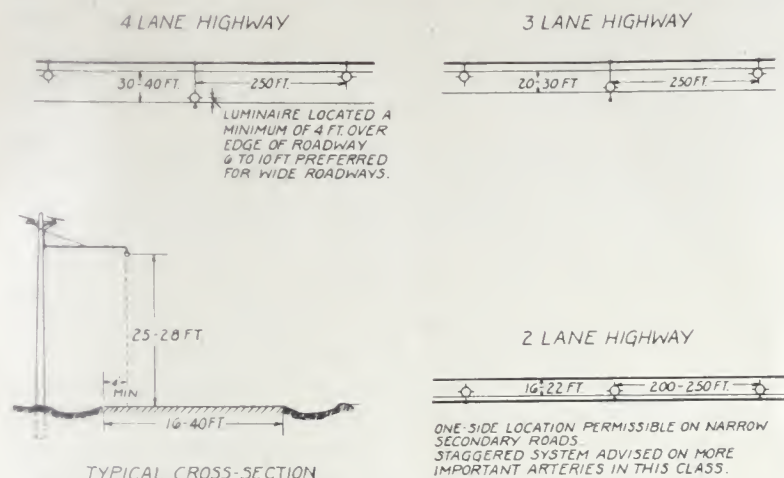 4 LANE HIGHWAY
30-40 FT.
250 FT.
LUMINAIRE LOCATED A
MINIMUM OF 4 FT. OVER
EDGE OF ROADWAY
6 TO 10 FT PREFERRED
FOR WIDE ROADWAYS.
3 LANE HIGHWAY
20-30 FT
250 FT.
25-28 FT.
4'
MIN
16-40 FT.
TYPICAL CROSS-SECTION
2 LANE HIGHWAY
16-22 FT.
200-250 FT.
ONE-SIDE LOCATION PERMISSIBLE ON NARROW
SECONDARY ROADS
STAGGERED SYSTEM ADVISED ON MORE
IMPORTANT ARTERIES IN THIS CLASS.